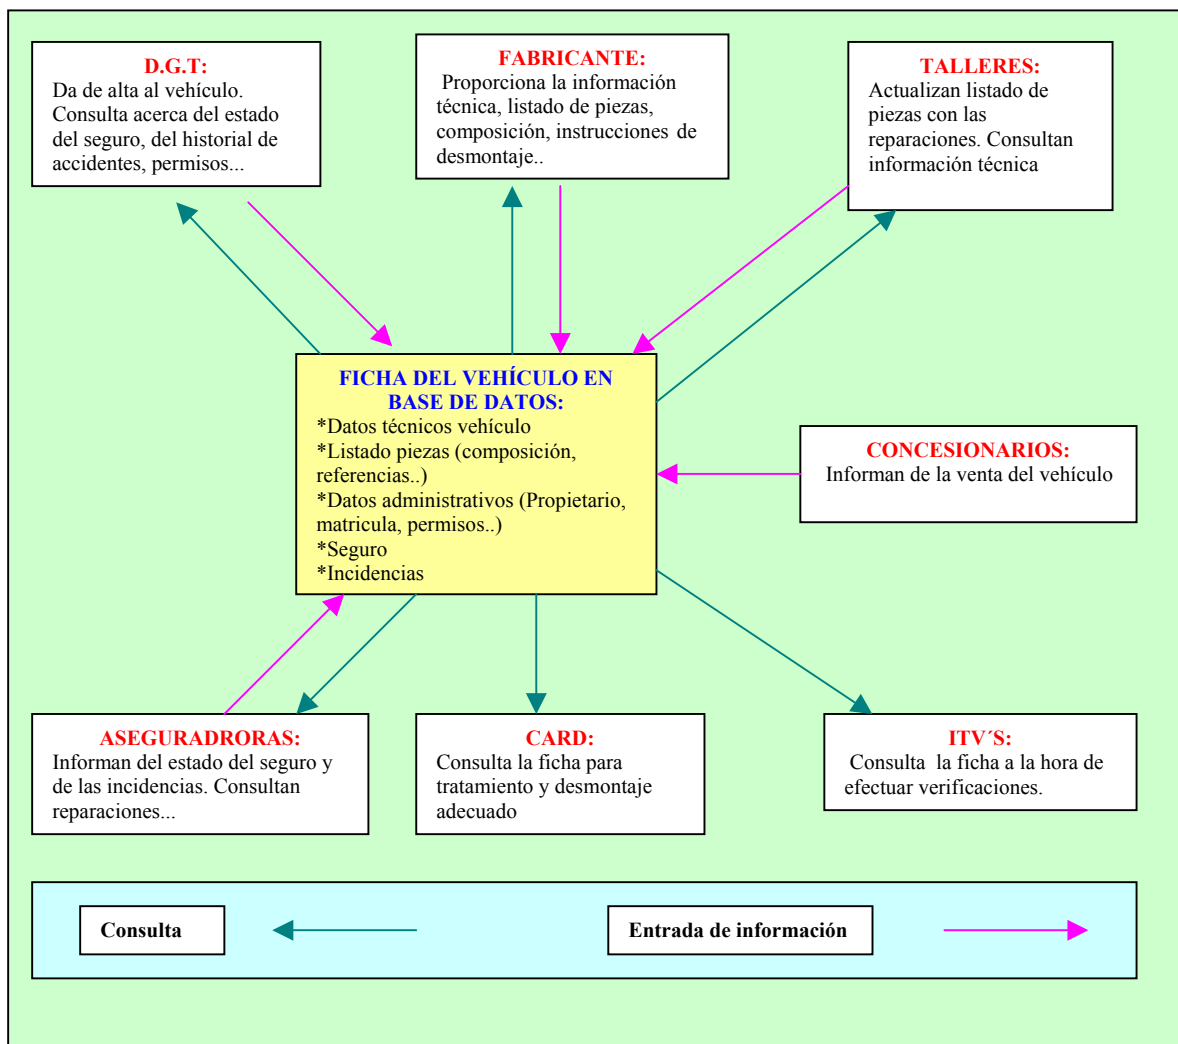 D.G.T:
Da de alta al vehículo.
Consulta acerca del estado
del seguro, del historial de
accidentes, permisos...
FABRICANTE:
Proporciona la información
técnica, listado de piezas,
composición, instrucciones de
desmontaje..
TALLERES:
Actualizan listado de
piezas con las
reparaciones. Consultan
información técnica
FICHA DEL VEHÍCULO EN
BASE DE DATOS:
*Datos técnicos vehículo
*Listado piezas (composición,
referencias..)
*Datos administrativos (Propietario,
matricula, permisos..)
*Seguro
*Incidencias
CONCESIONARIOS:
Informan de la venta del vehículo
ASEGURADRORAS:
Informan del estado del seguro y
de las incidencias. Consultan
reparaciones...
CARD:
Consulta la ficha para
tratamiento y desmontaje
adecuado
ITV´S:
Consulta la ficha a la hora de
efectuar verificaciones.
Consulta
Entrada de información